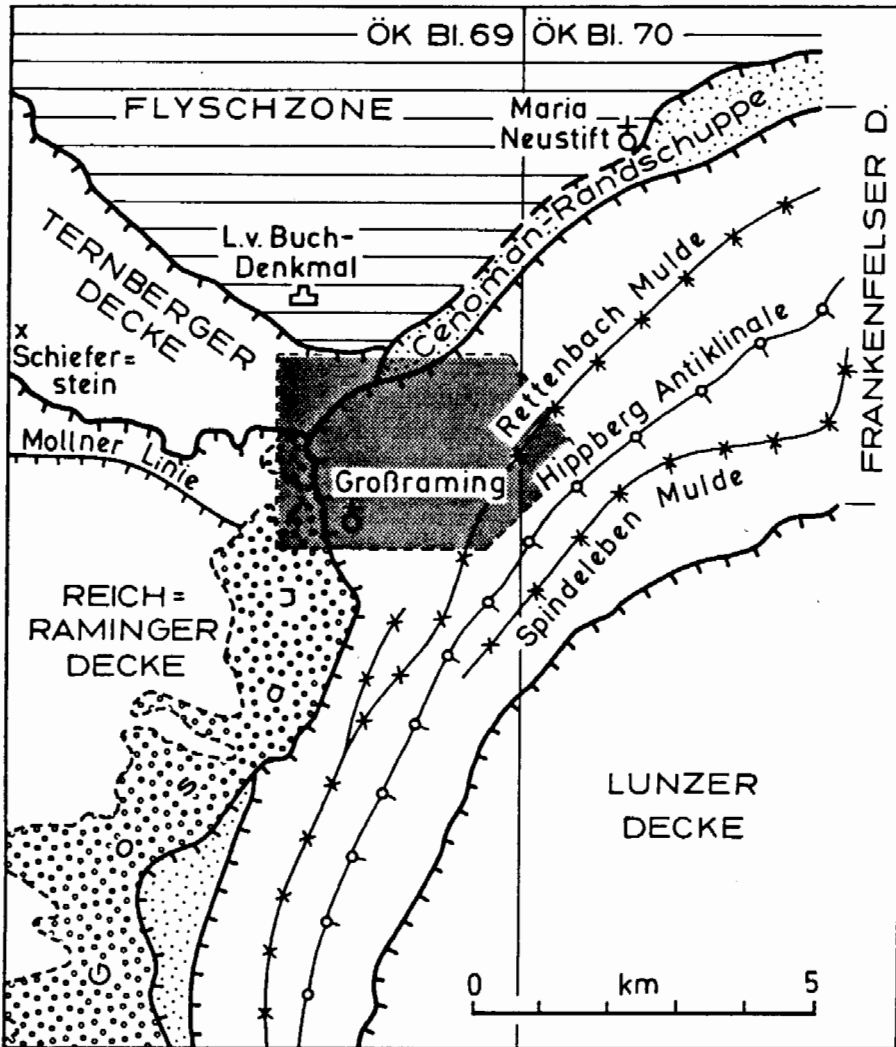 ÖK Bl. 69
ÖK Bl. 70
FLYSCHZONE
Maria
Neustift
Cenoman-Randschuppe
FRANKENFELSER D.
TERNBERGER
DECKE
L.v. Buch-
Denkmal
x
Schiefer=
stein
Mollner Linie
Rettenbach Mulde
Hippberg Antiklinale
Großraming
Spindeleben Mulde
REICH=
RAMINGER
DECKE
GOSAU
LUNZER
DECKE
0 km 5